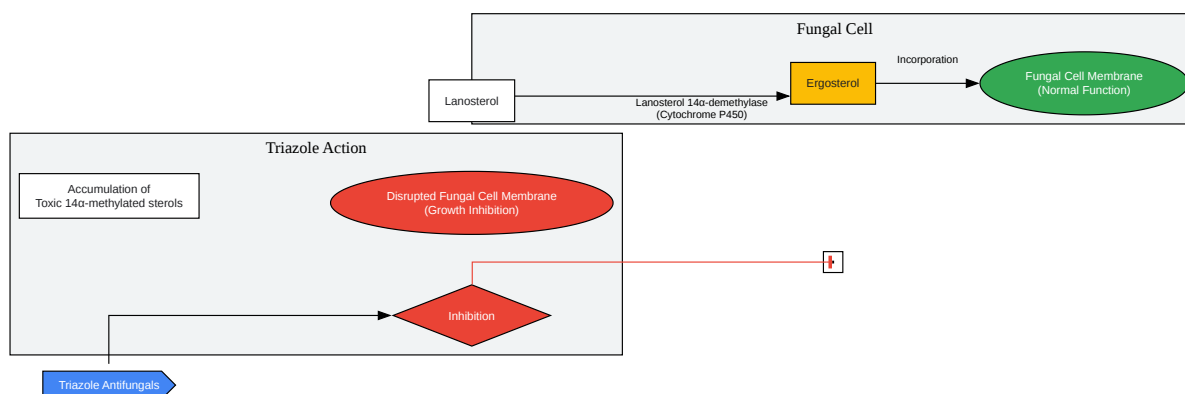 Fungal Cell
Incorporation
Lanosterol
Lanosterol 14α-demethylase
(Cytochrome P450)
Ergosterol
Fungal Cell Membrane
(Normal Function)
Triazole Action
Accumulation of
Toxic 14α-methylated sterols
Disrupted Fungal Cell Membrane
(Growth Inhibition)
Inhibition
Triazole Antifungals